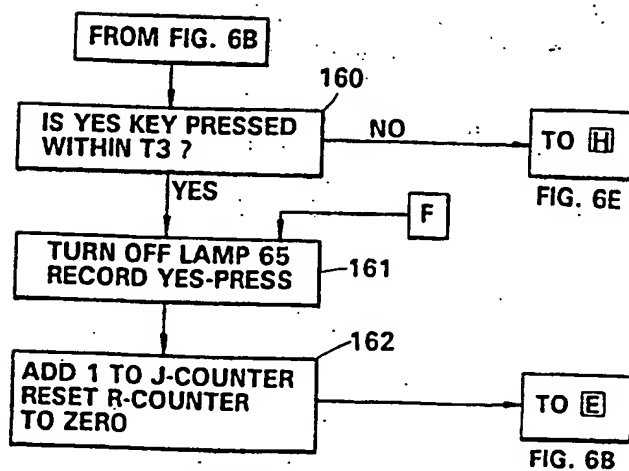 FROM FIG. 6B
160
IS YES KEY PRESSED
WITHIN T3 ?
NO
TO H
FIG. 6E
YES
F
TURN OFF LAMP 65
RECORD YES-PRESS
161
162
ADD 1 TO J-COUNTER
RESET R-COUNTER
TO ZERO
TO E
FIG. 6B